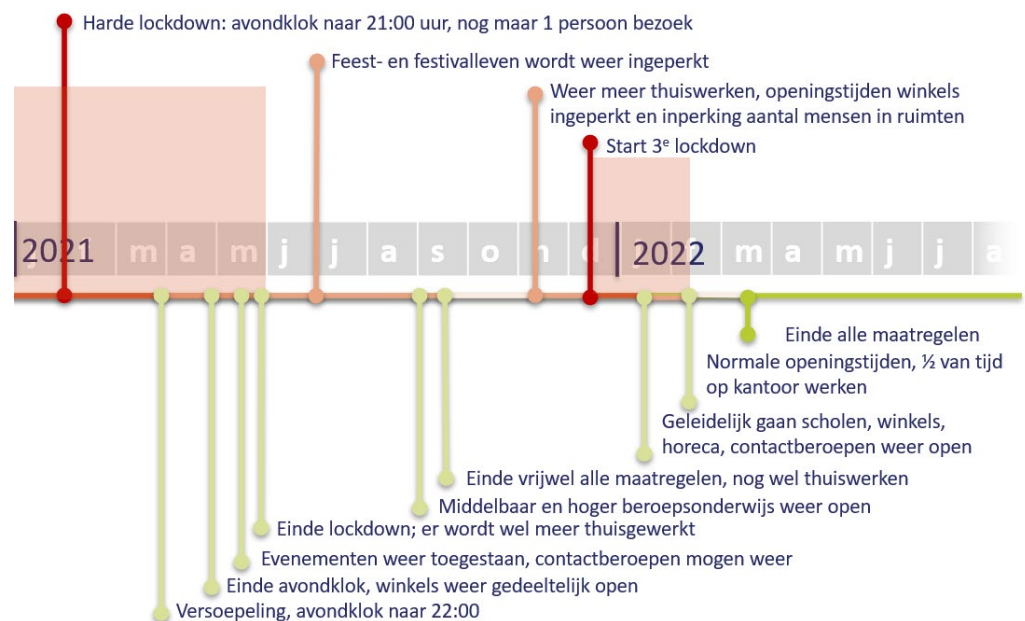 Harde lockdown: avondklok naar 21:00 uur, nog maar 1 persoon bezoek
Feest- en festivalleven wordt weer ingeperkt
Weer meer thuiswerken, openingstijden winkels
ingeperkt en inperking aantal mensen in ruimten
Start 3ᵉ lockdown
2021 m a m j j a s o n d 2022 m a m j j a
Einde alle maatregelen
Normale openingstijden, ½ van tijd
op kantoor werken
Geleidelijk gaan scholen, winkels,
horeca, contactberoepen weer open
Einde vrijwel alle maatregelen, nog wel thuiswerken
Middelbaar en hoger beroepsonderwijs weer open
Einde lockdown; er wordt wel meer thuisgewerkt
Evenementen weer toegestaan, contactberoepen mogen weer
Einde avondklok, winkels weer gedeeltelijk open
Versoepeling, avondklok naar 22:00